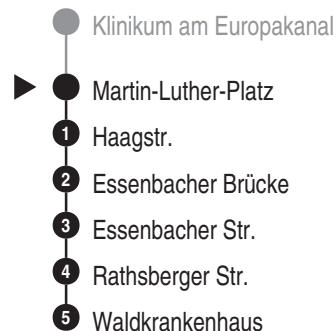 Klinikum am Europakanal
Martin-Luther-Platz
1 Haagstr.
2 Essenbacher Brücke
3 Essenbacher Str.
4 Rathsberger Str.
5 Waldkrankenhaus